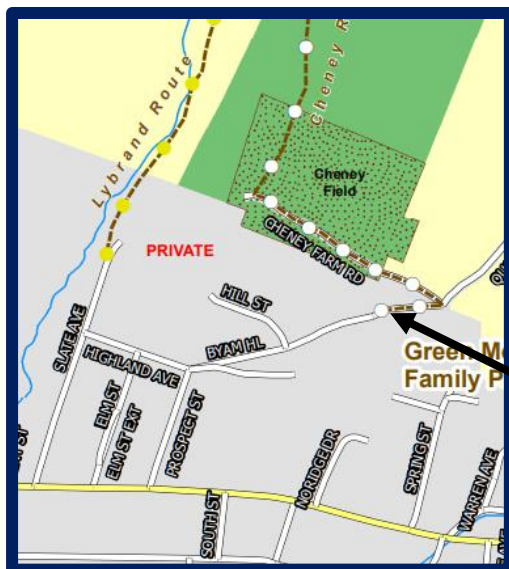 Lybrand Route
Cheney R
Cheney
Field
CHENEY FARM RD
PRIVATE
HILL ST
BYAM HL
SLATE AVE
HIGHLAND AVE
Green M
Family P
ELM ST
ELM ST EXT
PROSPECT ST
NORIDGE DR
SPRING ST
WARREN AVE
SOUTH ST